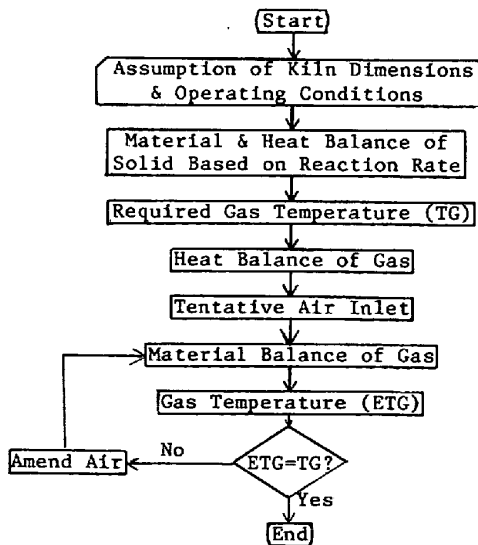 Start
Assumption of Kiln Dimensions
& Operating Conditions
Material & Heat Balance of
Solid Based on Reaction Rate
Required Gas Temperature (TG)
Heat Balance of Gas
Tentative Air Inlet
Material Balance of Gas
Gas Temperature (ETG)
ETG=TG?
No
Amend Air
Yes
End